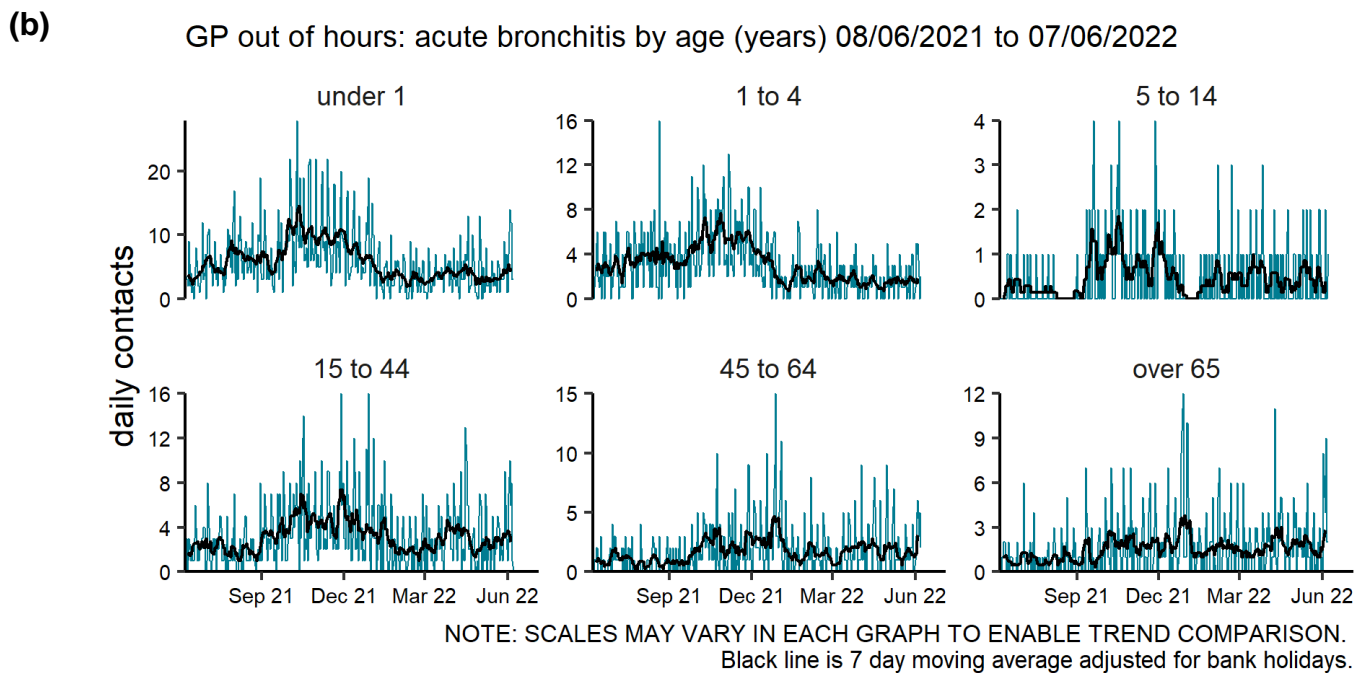 (b)
GP out of hours: acute bronchitis by age (years) 08/06/2021 to 07/06/2022
daily contacts
under 1
20
10
0
1 to 4
16
12
8
4
0
5 to 14
4
3
2
1
0
15 to 44
16
12
8
4
0
Sep 21 Dec 21 Mar 22 Jun 22
45 to 64
15
10
5
0
Sep 21 Dec 21 Mar 22 Jun 22
over 65
12
9
6
3
0
Sep 21 Dec 21 Mar 22 Jun 22
NOTE: SCALES MAY VARY IN EACH GRAPH TO ENABLE TREND COMPARISON.
Black line is 7 day moving average adjusted for bank holidays.